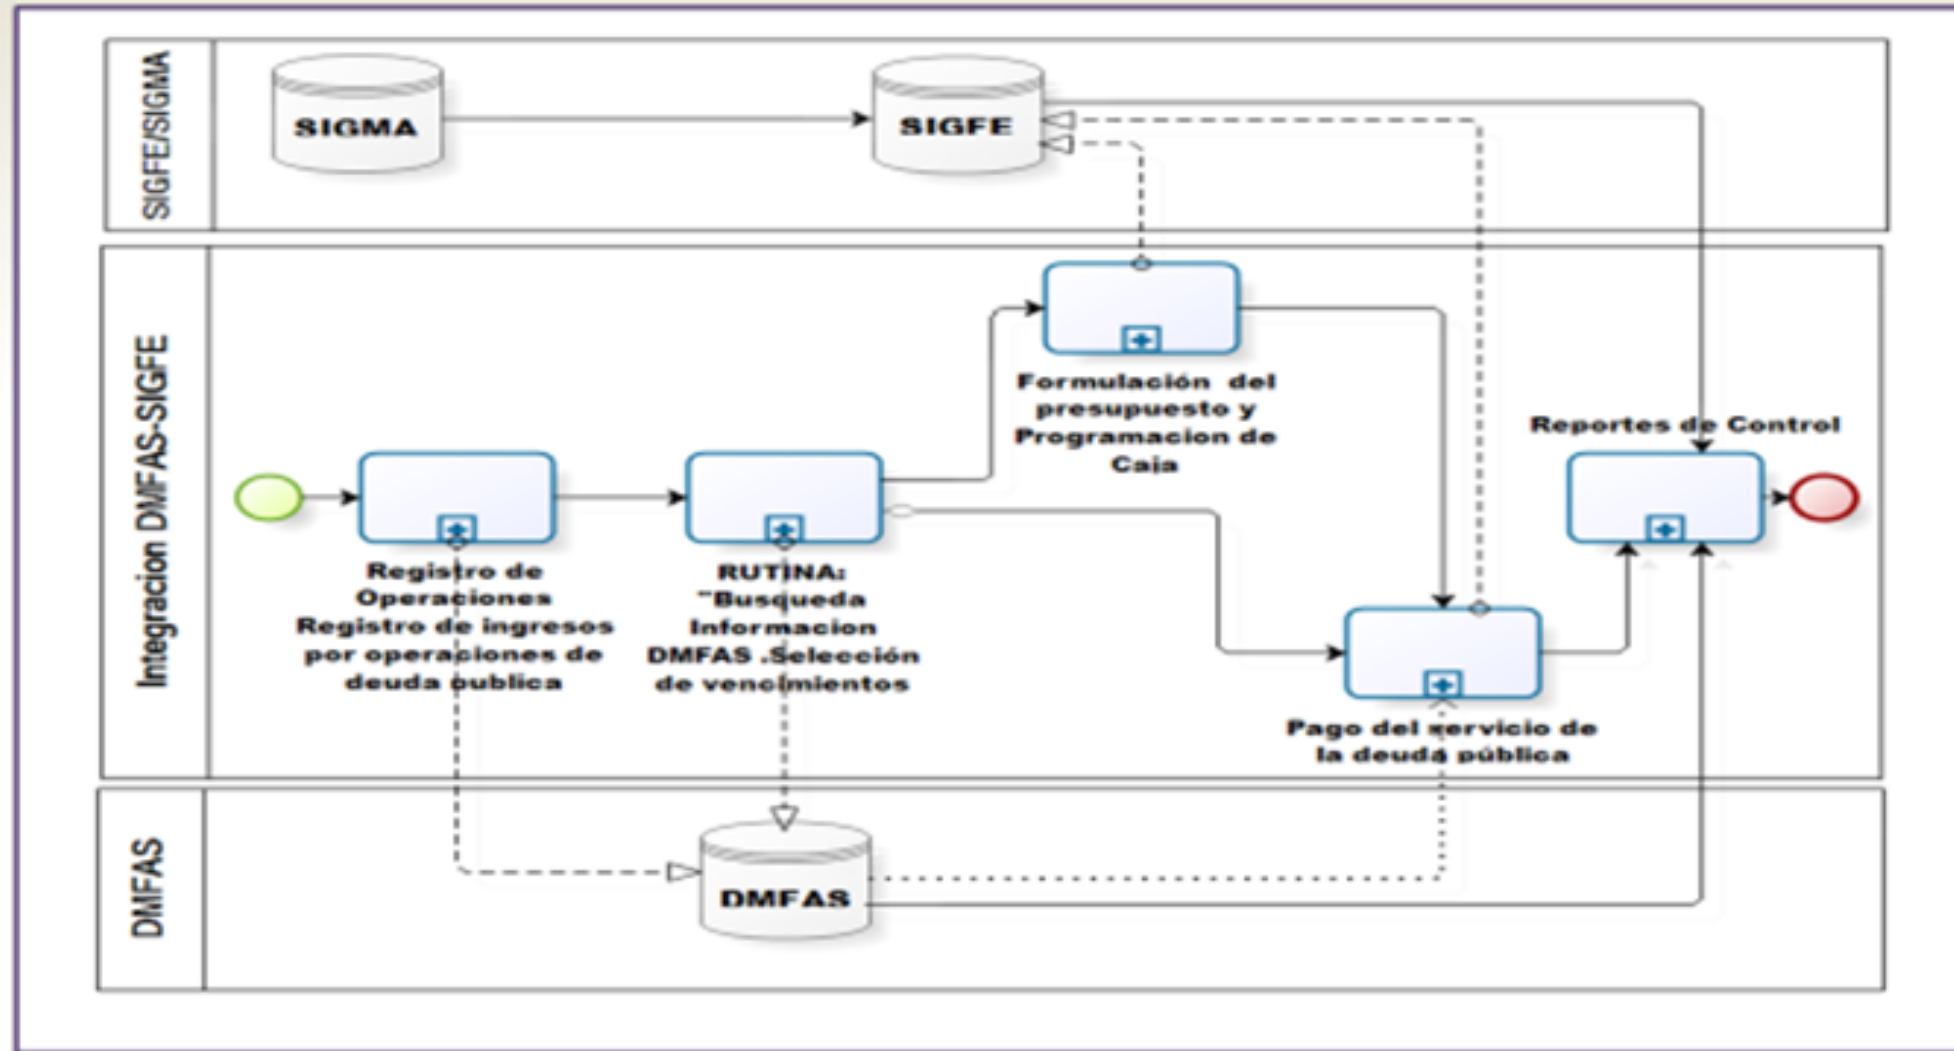 SIGFE/SIGMA
SIGMA
SIGFE
Integracion DMFAS-SIGFE
Formulación del
presupuesto y
Programacion de
Caja
Reportes de Control
Registro de
Operaciones
Registro de ingresos
por operaciones de
deuda publica
RUTINA:
"Busqueda
Informacion
DMFAS .Selección
de vencimientos
Pago del servicio de
la deuda pública
DMFAS
DMFAS